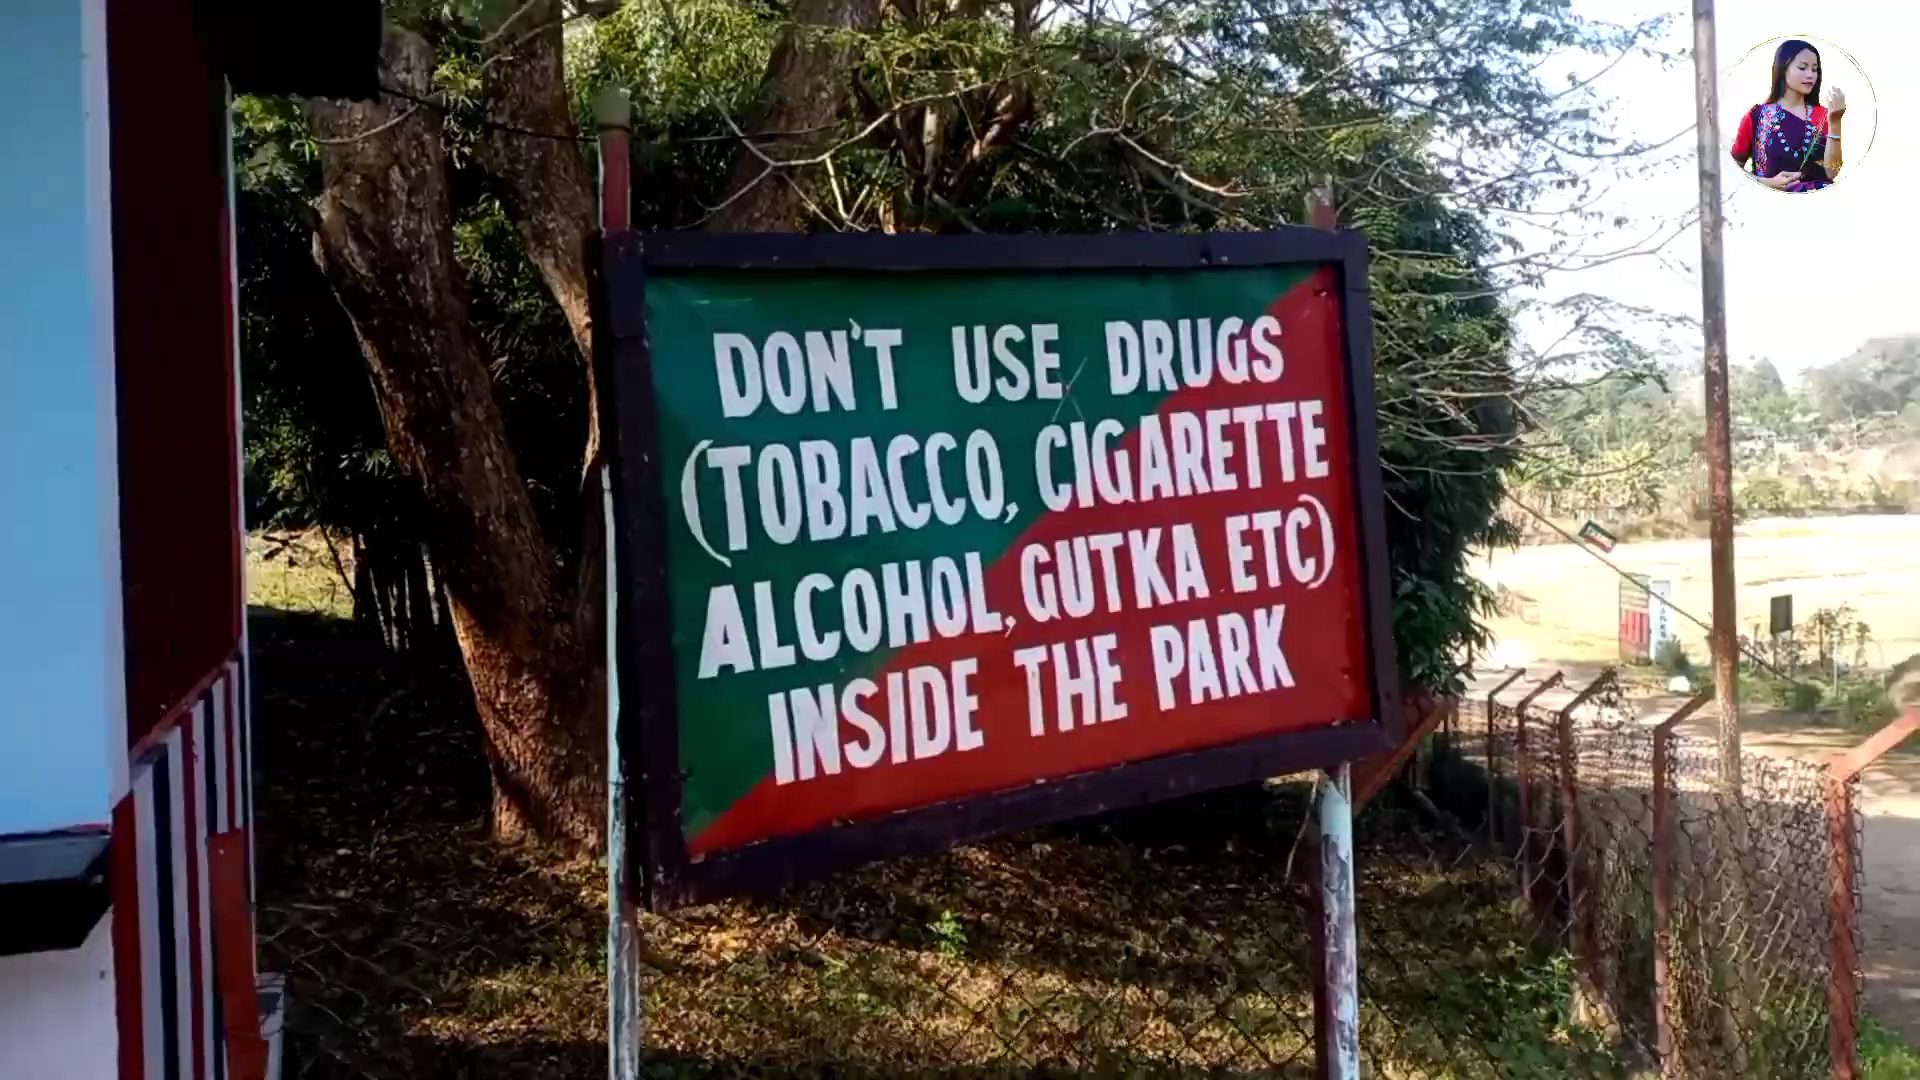 DON'T USE DRUGS
(TOBACCO, CIGARETTE
ALCOHOL, GUTKA ETC)
INSIDE THE PARK